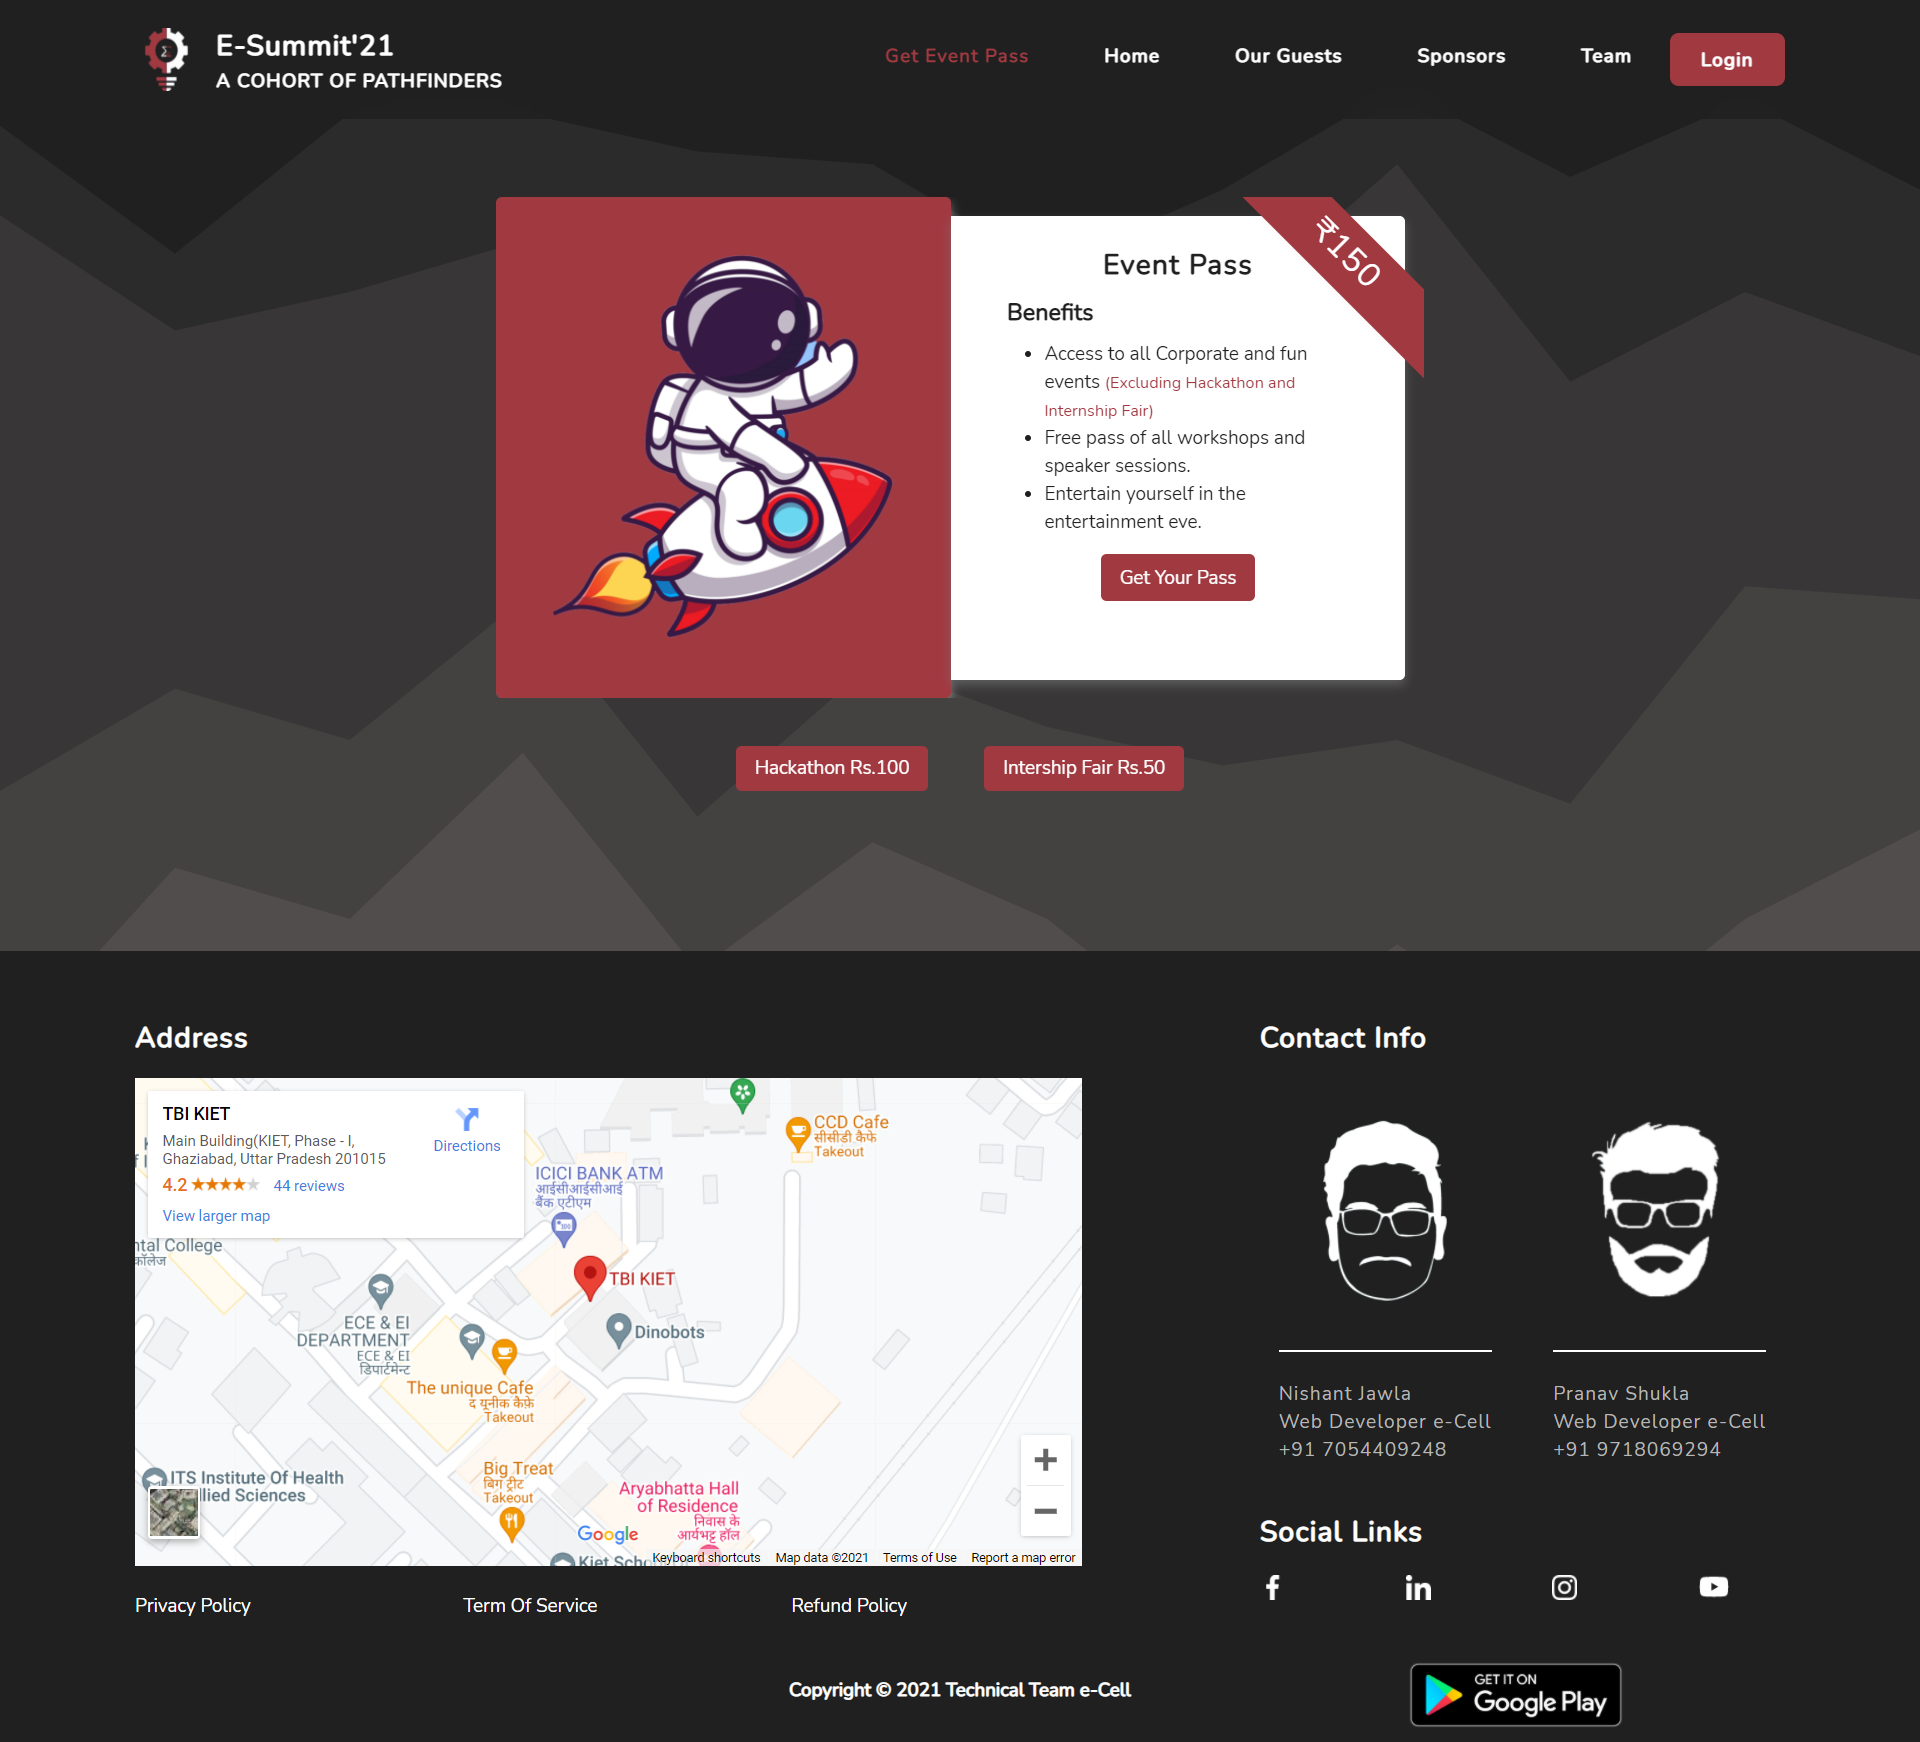 E-Summit'21
A COHORT OF PATHFINDERS
Get Event Pass
Home
Our Guests
Sponsors
Team
Login
₹150
Event Pass
Benefits
Access to all Corporate and fun
events (Excluding Hackathon and
Internship Fair)
Free pass of all workshops and
speaker sessions.
Entertain yourself in the
entertainment eve.
Get Your Pass
Hackathon Rs.100
Intership Fair Rs.50
Address
TBI KIET
Main Building(KIET, Phase - I,
Ghaziabad, Uttar Pradesh 201015
4.2
44 reviews
View larger map
Directions
CCD Cafe
सीसीडी कैफे
Takeout
ICICI BANK ATM
आईसीआईसीआई
बैंक एटीएम
ntal College
कॉलेज
TBI KIET
ECE & EI
DEPARTMENT
ECE & EI
डिपार्टमेन्ट
Dinobots
The unique Cafe
द यूनीक कैफ़े
Takeout
Big Treat
बिग ट्रीट
Takeout
ITS Institute Of Health
llied Sciences
Aryabhatta Hall
of Residence
निवास के
आर्यभट्ट हॉल
Google
Kiet Scho
Keyboard shortcuts
Map data ©2021
Terms of Use
Report a map error
Privacy Policy
Term Of Service
Refund Policy
Contact Info
Nishant Jawla
Web Developer e-Cell
+91 7054409248
Pranav Shukla
Web Developer e-Cell
+91 9718069294
Social Links
Copyright © 2021 Technical Team e-Cell
GET IT ON
Google Play